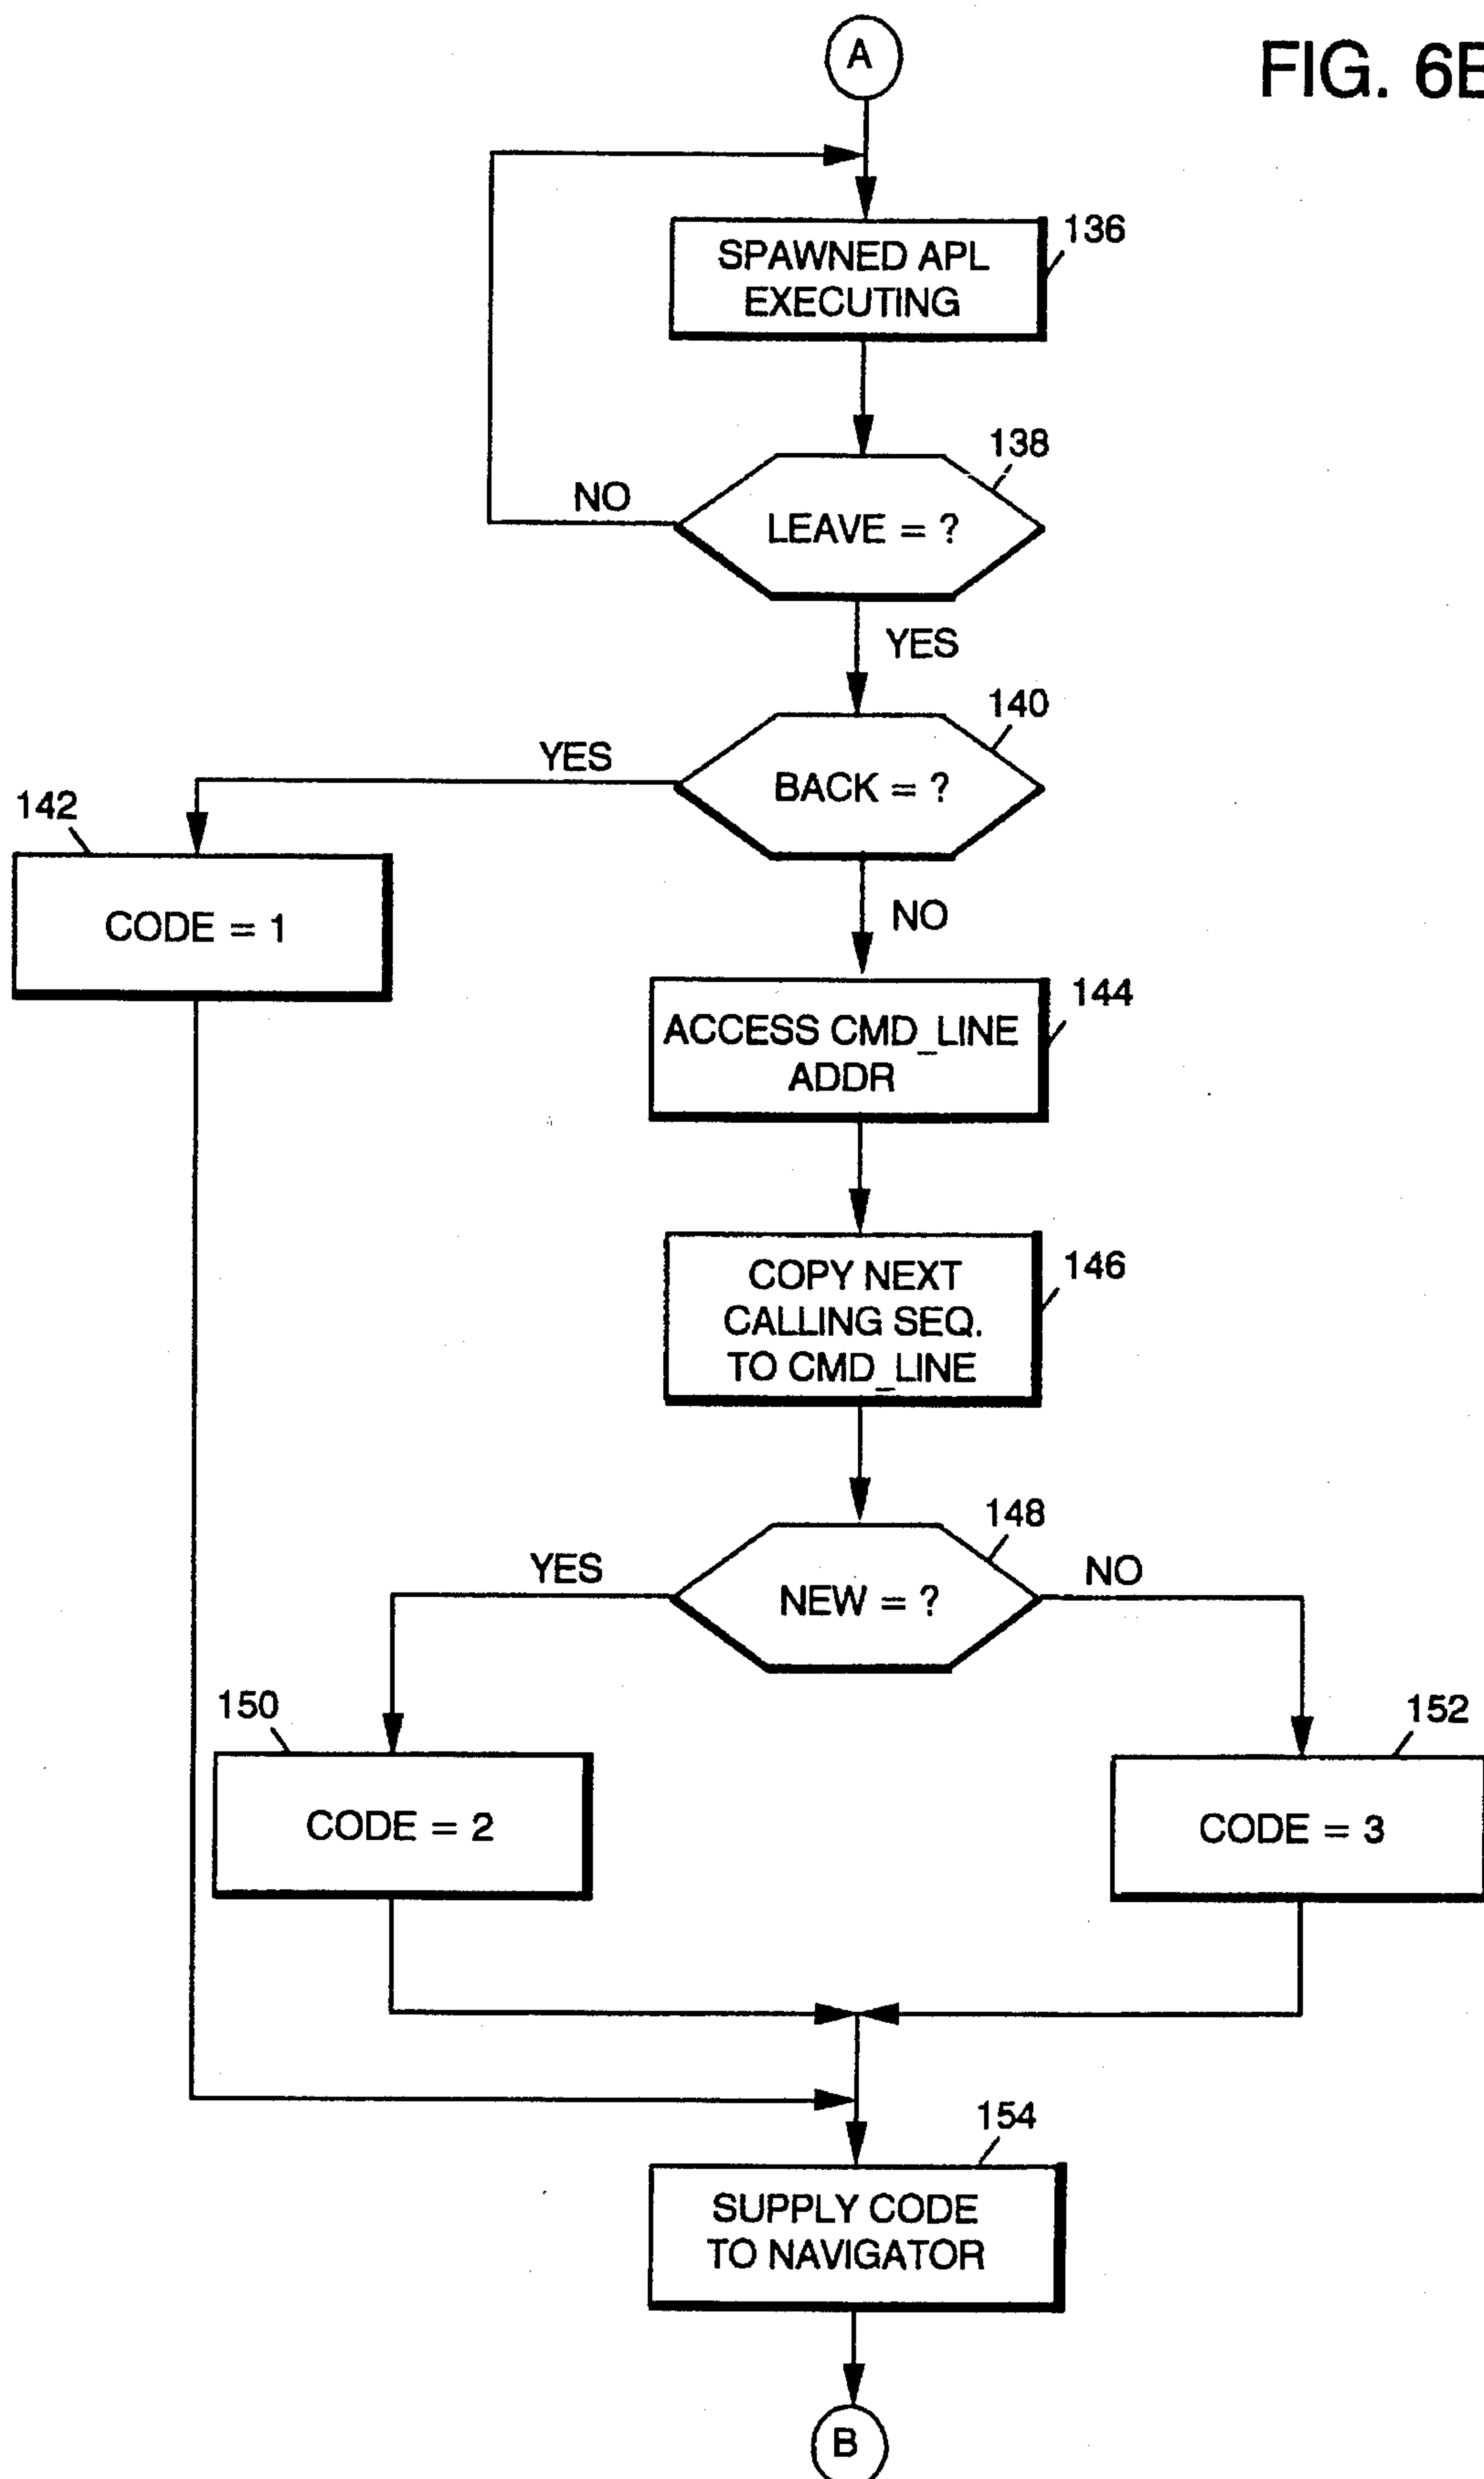 A
FIG. 6B
136
SPAWNED APL
EXECUTING
138
NO
LEAVE = ?
YES
140
YES
BACK = ?
142
NO
CODE = 1
144
ACCESS CMD_LINE
ADDR
146
COPY NEXT
CALLING SEQ.
TO CMD_LINE
148
YES
NO
NEW = ?
150
152
CODE = 2
CODE = 3
154
SUPPLY CODE
TO NAVIGATOR
B